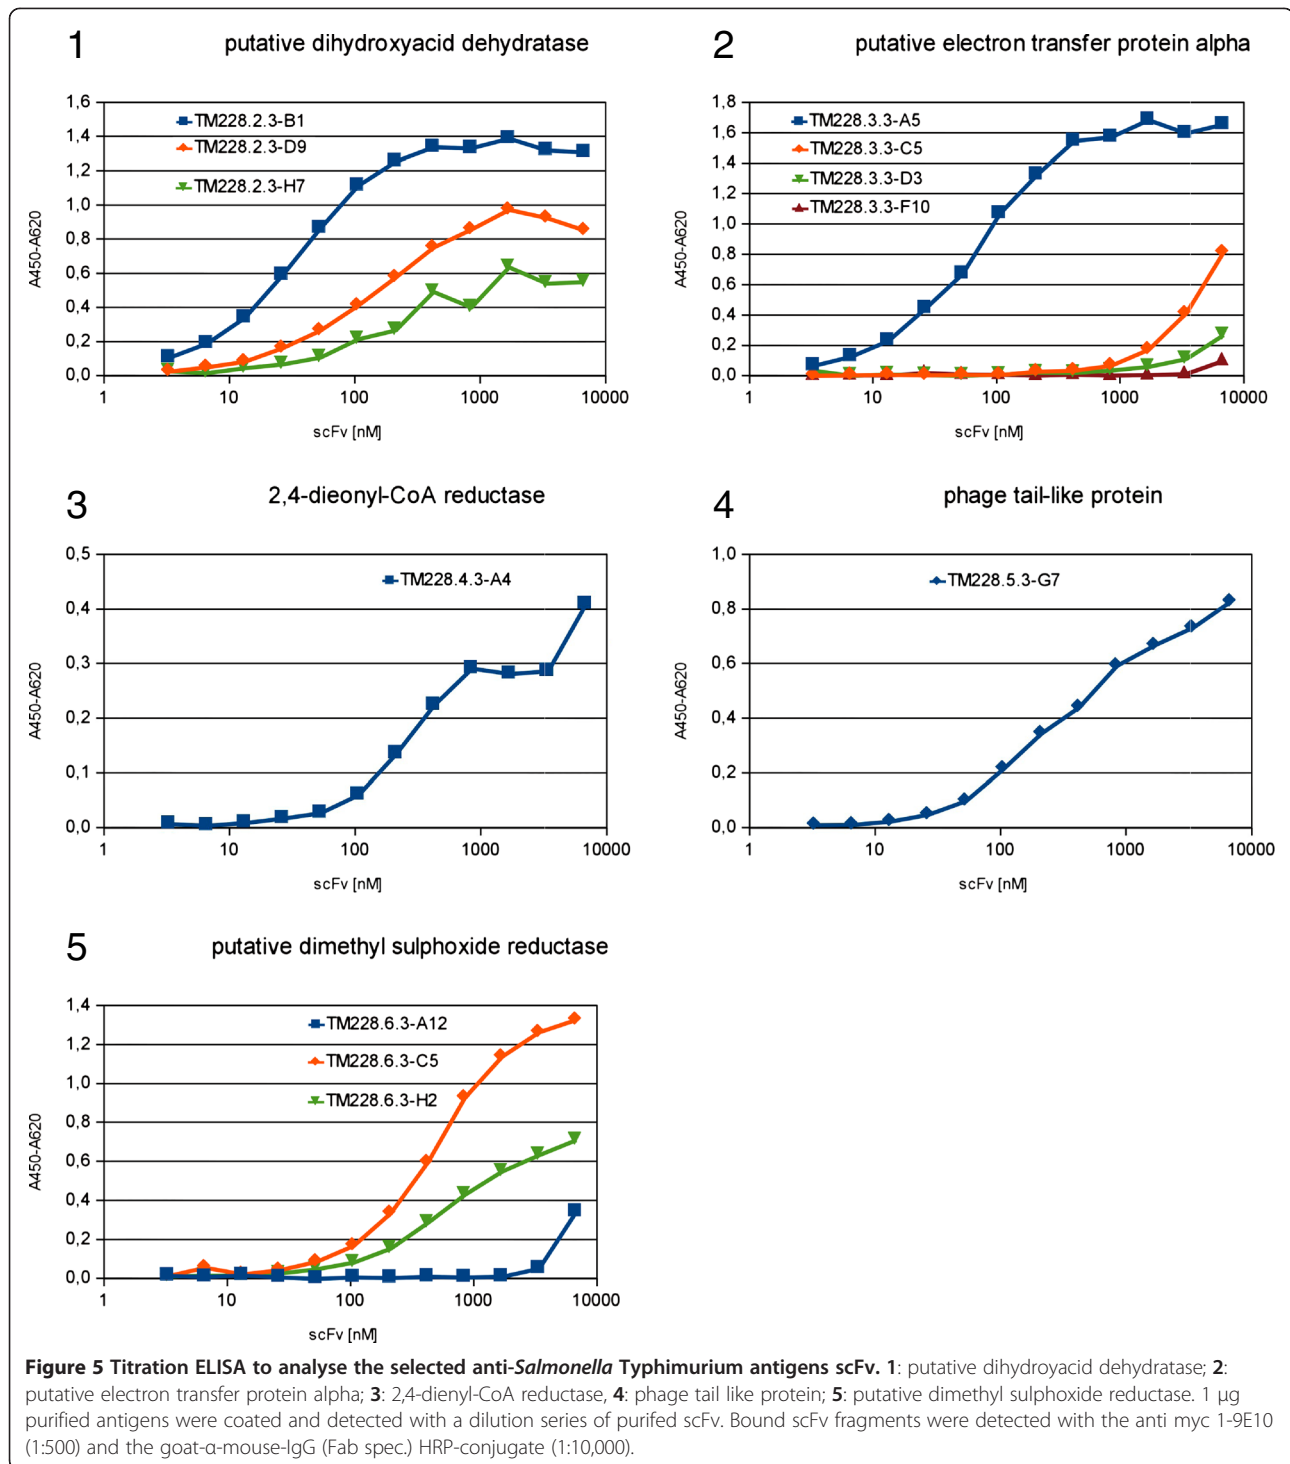 1
putative dihydroxyacid dehydratase
1,6
1,4
1,2
1,0
0,8
0,6
0,4
0,2
0,0
A450-A620
TM228.2.3-B1
TM228.2.3-D9
TM228.2.3-H7
1
10
100
1000
10000
scFv [nM]
2
putative electron transfer protein alpha
1,8
1,6
1,4
1,2
1,0
0,8
0,6
0,4
0,2
0,0
A450-A620
TM228.3.3-A5
TM228.3.3-C5
TM228.3.3-D3
TM228.3.3-F10
1
10
100
1000
10000
scFv [nM]
3
2,4-dieonyl-CoA reductase
0,5
0,4
0,3
0,2
0,1
0,0
A450-A620
TM228.4.3-A4
1
10
100
1000
10000
scFv [nM]
4
phage tail-like protein
1,0
0,8
0,6
0,4
0,2
0,0
A450-A620
TM228.5.3-G7
1
10
100
1000
10000
scFv [nM]
5
putative dimethyl sulphoxide reductase
1,4
1,2
1,0
0,8
0,6
0,4
0,2
0,0
A450-A620
TM228.6.3-A12
TM228.6.3-C5
TM228.6.3-H2
1
10
100
1000
10000
scFv [nM]
Figure 5 Titration ELISA to analyse the selected anti-Salmonella Typhimurium antigens scFv. 1: putative dihydroyacid dehydratase; 2:
putative electron transfer protein alpha; 3: 2,4-dienyl-CoA reductase, 4: phage tail like protein; 5: putative dimethyl sulphoxide reductase. 1 μg
purified antigens were coated and detected with a dilution series of purifed scFv. Bound scFv fragments were detected with the anti myc 1-9E10
(1:500) and the goat-α-mouse-IgG (Fab spec.) HRP-conjugate (1:10,000).